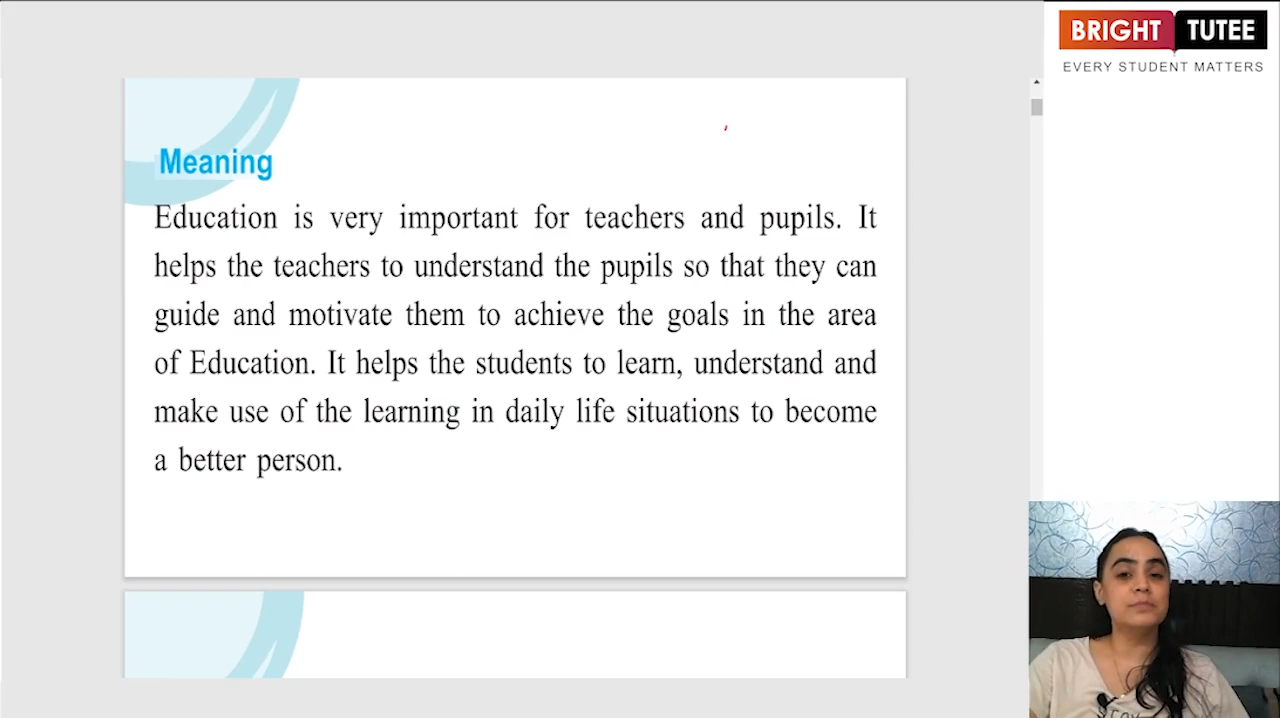 BRIGHT TUTEE
EVERY STUDENT MATTERS
Meaning
Education is very important for teachers and pupils. It
helps the teachers to understand the pupils so that they can
guide and motivate them to achieve the goals in the area
of Education. It helps the students to learn, understand and
make use of the learning in daily life situations to become
a better person.